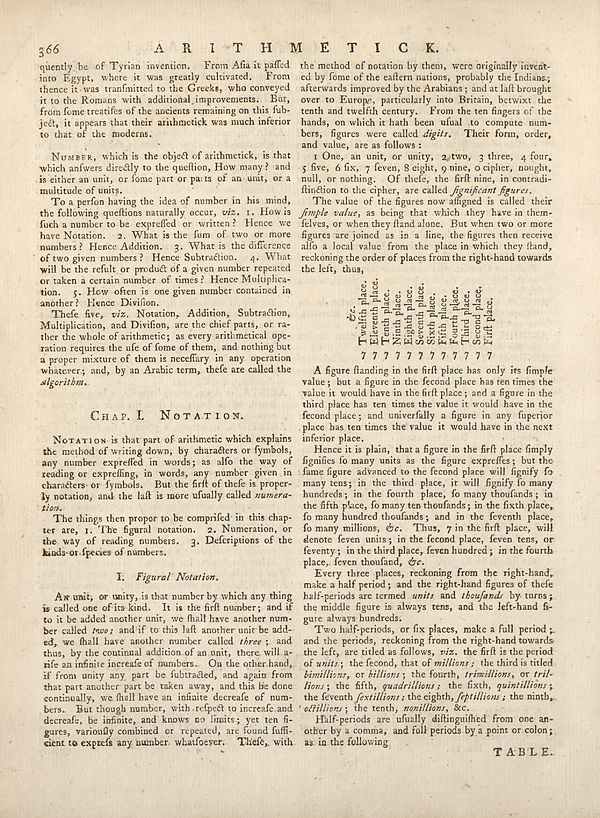 366
ARITHMETICK.
quently be of Tyrian invention. From Aſia it paſſed
into Egypt, where it was greatly cultivated. From
thence it was tranſmitted to the Greeks, who conveyed
it to the Romans with additional improvements. But,
from ſome treatiſes of the ancients remaining on this ſub-
ject, it appears that their arithmetick was much inferior
to that of the moderns.
NUMBER, which is the object of arithmetick, is that
which anſwers directly to the queſtion, How many? and
is either an unit, or ſome part or parts of an unit, or a
multitude of units.
To a perſon having the idea of number in his mind,
the following queſtions naturally occur, viz. 1. How is
ſuch a number to be expreſſed or written? Hence we
have Notation. 2. What is the ſum of two or more
numbers? Hence Addition. 3. What is the difference
of two given numbers? Hence Subtraction. 4. What
will be the reſult or product of a given number repeated
or taken a certain number of times? Hence Multiplica-
tion. 5. How often is one given number contained in
another? Hence Diviſion.
Theſe five, viz. Notation, Addition, Subtraction,
Multiplication, and Diviſion, are the chief parts, or ra-
ther the whole of arithmetic; as every arithmetical ope-
ration requires the uſe of ſome of them, and nothing but
a proper mixture of them is neceſſary in any operation
whatever; and, by an Arabic term, theſe are called the
algorithm.
CHAP. I. NOTATION.
NOTATION is that part of arithmetic which explains
the method of writing down, by characters or ſymbols,
any number expreſſed in words; as alſo the way of
reading or expreſſing, in words, any number given in
characters or ſymbols. But the firſt of theſe is proper-
ly notation, and the laſt is more uſually called numera-
tion.
The things then propor to be compriſed in this chap-
ter are, 1. The figural notation. 2. Numeration, or
the way of reading numbers. 3. Deſcriptions of the
kinds or ſpecies of numbers.
I. Figural Notation.
AN unit, or unity, is that number by which any thing
is called one of its kind. It is the firſt number; and if
to it be added another unit, we ſhall have another num-
ber called two; and if to this laſt another unit be add-
ed, we ſhall have another number called three; and
thus, by the continual addition of an unit, there will a-
riſe an infinite increaſe of numbers. On the other hand,
if from unity any part be ſubtracted, and again from
that part another part be taken away, and this be done
continually, we ſhall have an infinite decreaſe of num-
bers. But though number, with reſpect to increaſe and
decreaſe, be infinite, and knows no limits; yet ten fi-
gures, variouſly combined or repeated, are found ſuffi-
cient to expreſs any number whatſoever. Theſe, with
the method of notation by them, were originally invent-
ed by ſome of the eaſtern nations, probably the Indians;
afterwards improved by the Arabians; and at laſt brought
over to Europe, particularly into Britain, betwixt the
tenth and twelfth century. From the ten fingers of the
hands, on which it hath been uſual to compute num-
bers, figures were called digits. Their form, order,
and value, are as follows:
1 One, an unit, or unity, 2 two, 3 three, 4 four,
5 five, 6 ſix, 7 ſeven, 8 eight, 9 nine, 0 cipher, nought,
null, or nothing. Of theſe, the firſt nine, in contradi-
ſtinction to the cipher, are called ſignificant figures.
The value of the figures now aſſigned is called their
ſimple value, as being that which they have in them-
ſelves, or when they ſtand alone. But when two or more
figures are joined as in a line, the figures then receive
alſo a local value from the place in which they ſtand,
reckoning the order of places from the right-hand towards
the left, thus,
&c.
Twelfth place.
Eleventh place.
Tenth place.
Ninth place.
Eighth place.
Seventh place.
Sixth place.
Fifth place.
Fourth place.
Third place.
Second place.
Firſt place.
7 7 7 7 7 7 7 7 7 7 7 7
A figure ſtanding in the firſt place has only its ſimple
value; but a figure in the ſecond place has ten times the
value it would have in the firſt place; and a figure in the
third place has ten times the value it would have in the
ſecond place; and univerſally a figure in any ſuperior
place has ten times the value it would have in the next
inferior place.
Hence it is plain, that a figure in the firſt place ſimply
ſignifies ſo many units as the figure expreſſes; but the
ſame figure advanced to the ſecond place will ſignify ſo
many tens; in the third place, it will ſignify ſo many
hundreds; in the fourth place, ſo many thouſands; in
the fifth place, ſo many ten thouſands; in the ſixth place,
ſo many hundred thouſands; and in the ſeventh place,
ſo many millions, &c. Thus, 7 in the firſt place, will
denote ſeven units; in the ſecond place, ſeven tens, or
ſeventy; in the third place, ſeven hundred; in the fourth
place, ſeven thouſand, &c.
Every three places, reckoning from the right-hand,
make a half period; and the right-hand figures of theſe
half-periods are termed units and thouſands by turns;
the middle figure is always tens, and the left-hand fi-
gure always hundreds.
Two half-periods, or ſix places, make a full period;
and the periods, reckoning from the right-hand towards
the left, are titled as follows, viz. the firſt is the period
of units; the ſecond, that of millions; the third is titled
bimillions, or billions; the fourth, trimillions, or tril-
lions; the fifth, quadrillions; the ſixth, quintillions;
the ſeventh ſextillions; the eighth, ſeptillions; the ninth,
octillions; the tenth, nonillions, &c.
Half-periods are uſually diſtinguiſhed from one an-
other by a comma, and full periods by a point or colon;
as in the following
TABLE.